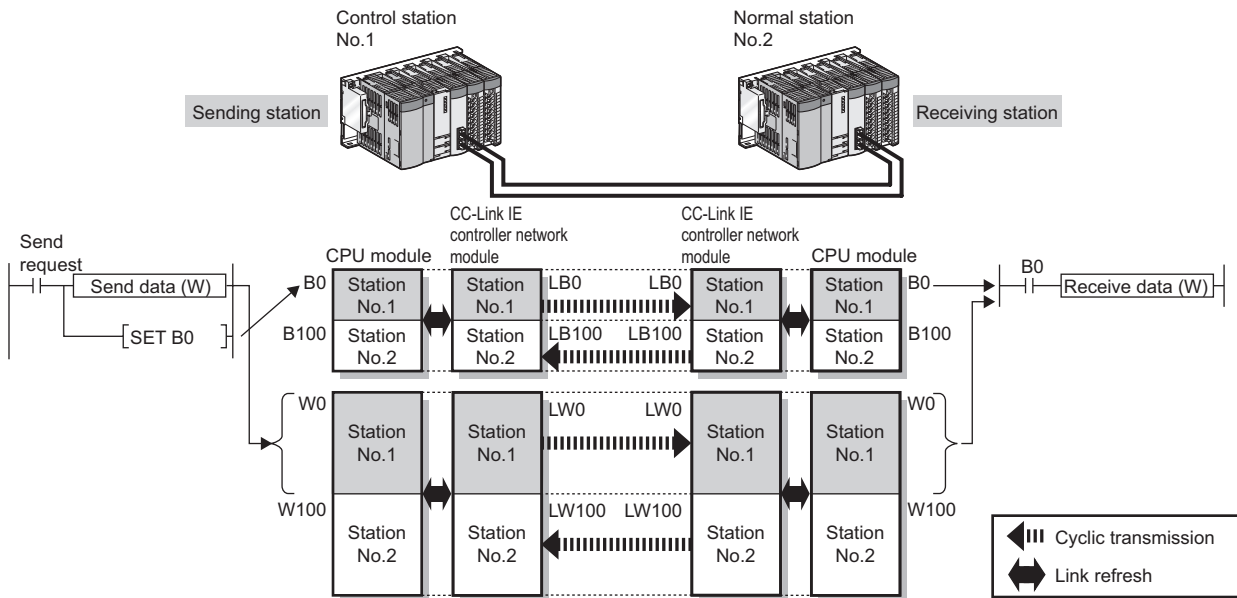 Control station
No.1
Normal station
No.2
Sending station
Receiving station
CC-Link IE
controller network
module
CC-Link IE
controller network
module
Send
request
CPU module
CPU module
Send data (W)
SET B0
B0
Station
No.1
Station
No.1
LB0
LB0
Station
No.1
Station
No.1
B0
B0
Receive data (W)
B100
Station
No.2
Station
No.2
LB100
LB100
Station
No.2
Station
No.2
B100
W0
Station
No.1
Station
No.1
LW0
LW0
Station
No.1
Station
No.1
W0
W100
Station
No.2
Station
No.2
LW100
LW100
Station
No.2
Station
No.2
W100
Cyclic transmission
Link refresh